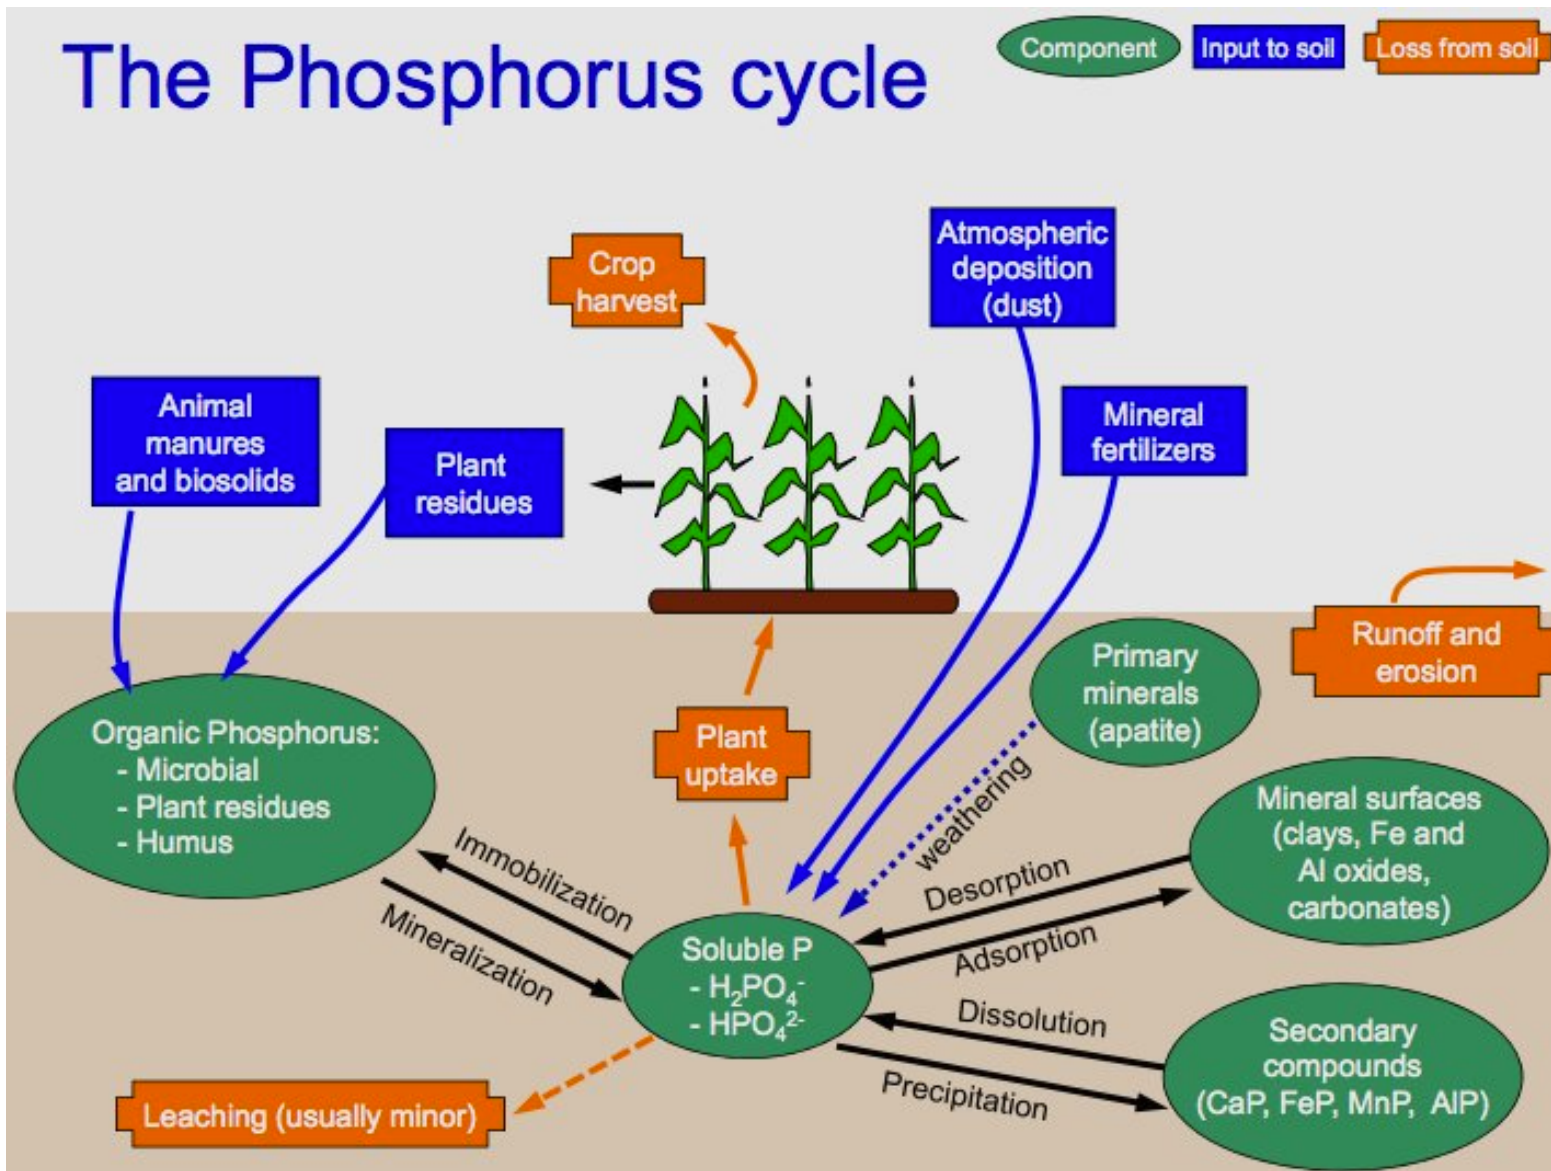 The Phosphorus cycle
Component
Input to soil
Loss from soil
Atmospheric
deposition
(dust)
Crop
harvest
Animal
manures
and biosolids
Plant
residues
Mineral
fertilizers
Runoff and
erosion
Primary
minerals
(apatite)
Organic Phosphorus:
- Microbial
- Plant residues
- Humus
Plant
uptake
weathering
Mineral surfaces
(clays, Fe and
Al oxides,
carbonates)
Immobilization
Mineralization
Desorption
Adsorption
Soluble P
- H₂PO₄⁻
- HPO₄²⁻
Dissolution
Precipitation
Secondary
compounds
(CaP, FeP, MnP, AlP)
Leaching (usually minor)